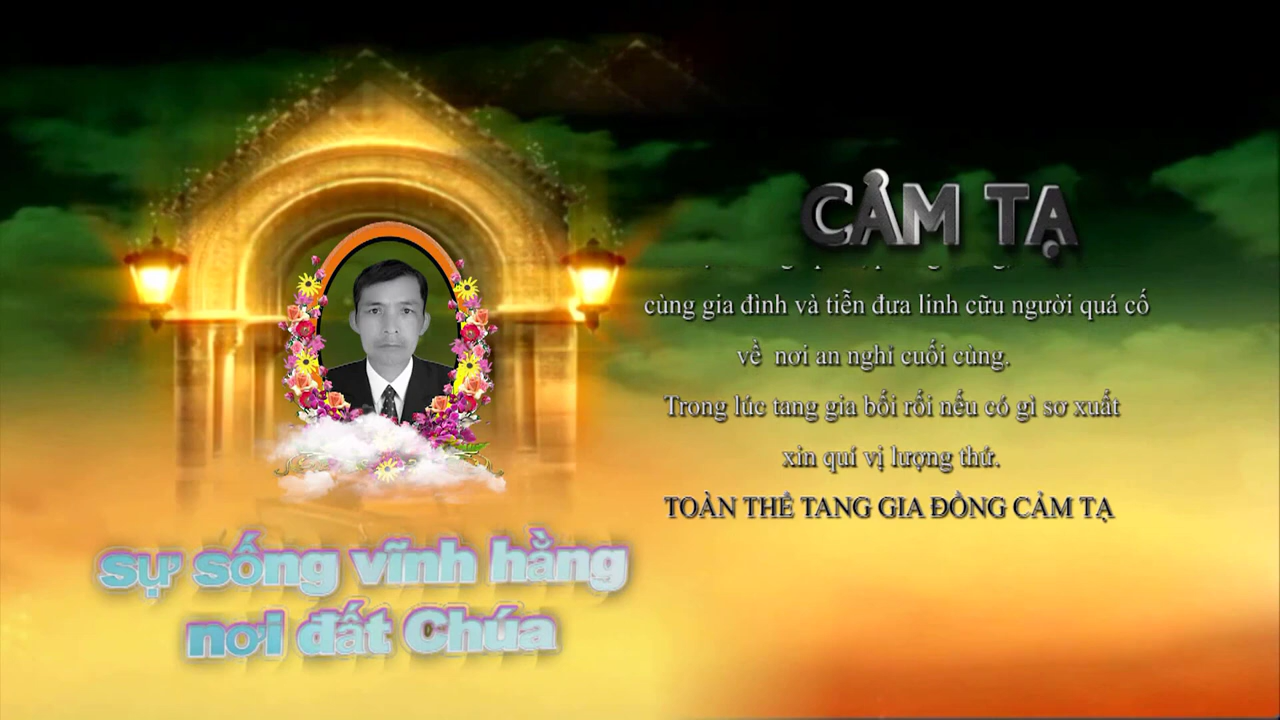 CẢM TẠ
cùng gia đình và tiễn đưa linh cữu người quá cố
về nơi an nghỉ cuối cùng.
Trong lúc tang gia bối rối nếu có gì sơ xuất
xin quí vị lượng thứ.
TOÀN THỂ TANG GIA ĐỒNG CẢM TẠ
sự sống vĩnh hằng
nơi đất Chúa